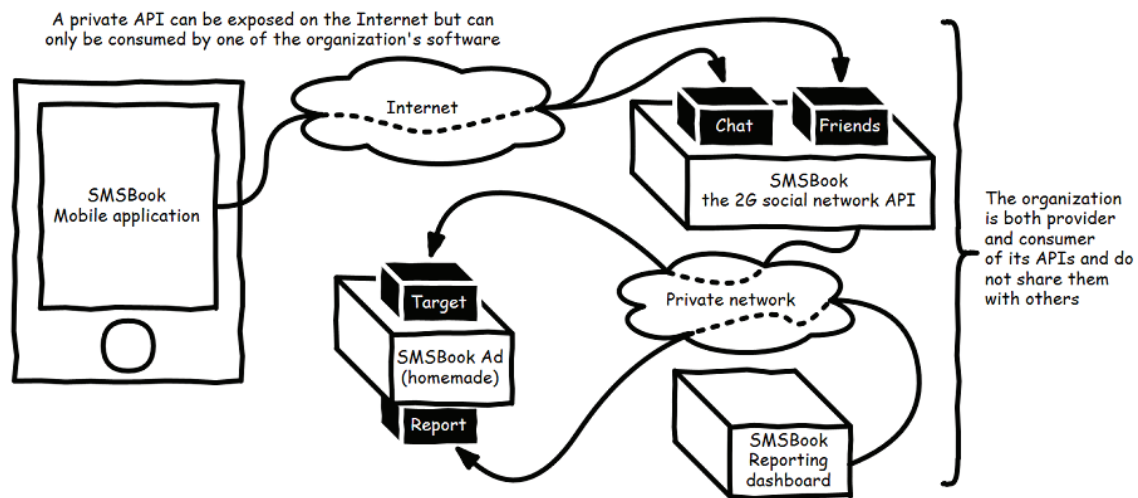 A private API can be exposed on the Internet but can
only be consumed by one of the organization's software
Internet
Chat
Friends
SMSBook
the 2G social network API
SMSBook
Mobile application
The organization
is both provider
and consumer
of its APIs and do
not share them
with others
Target
Private network
SMSBook Ad
(homemade)
Report
SMSBook
Reporting
dashboard